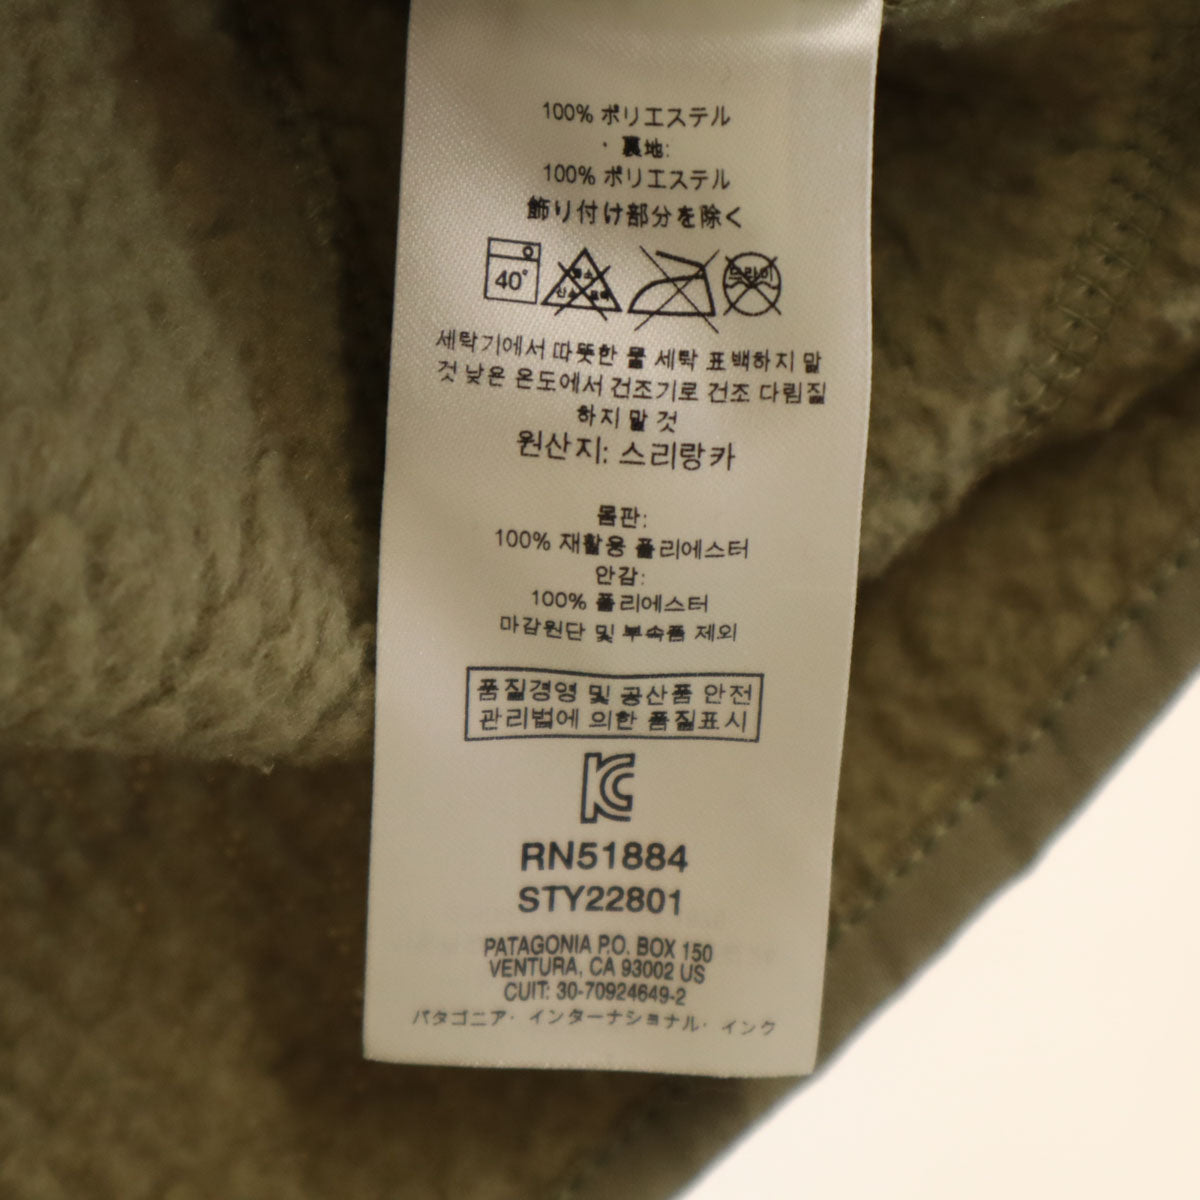 100% ポリエステル
・裏地:
100% ポリエステル
飾り付け部分を除く
40°
드라이
세탁기에서 따뜻한 물 세탁 표백하지 말
것 낮은 온도에서 건조기로 건조 다림질
하지 말 것
원산지: 스리랑카
몸판:
100% 재활용 폴리에스터
안감:
100% 폴리에스터
마감원단 및 부속품 제외
품질경영 및 공산품 안전
관리법에 의한 품질표시
RN51884
STY22801
PATAGONIA P.O. BOX 150
VENTURA, CA 93002 US
CUIT: 30-70924649-2
パタゴニア・インターナショナル・インク